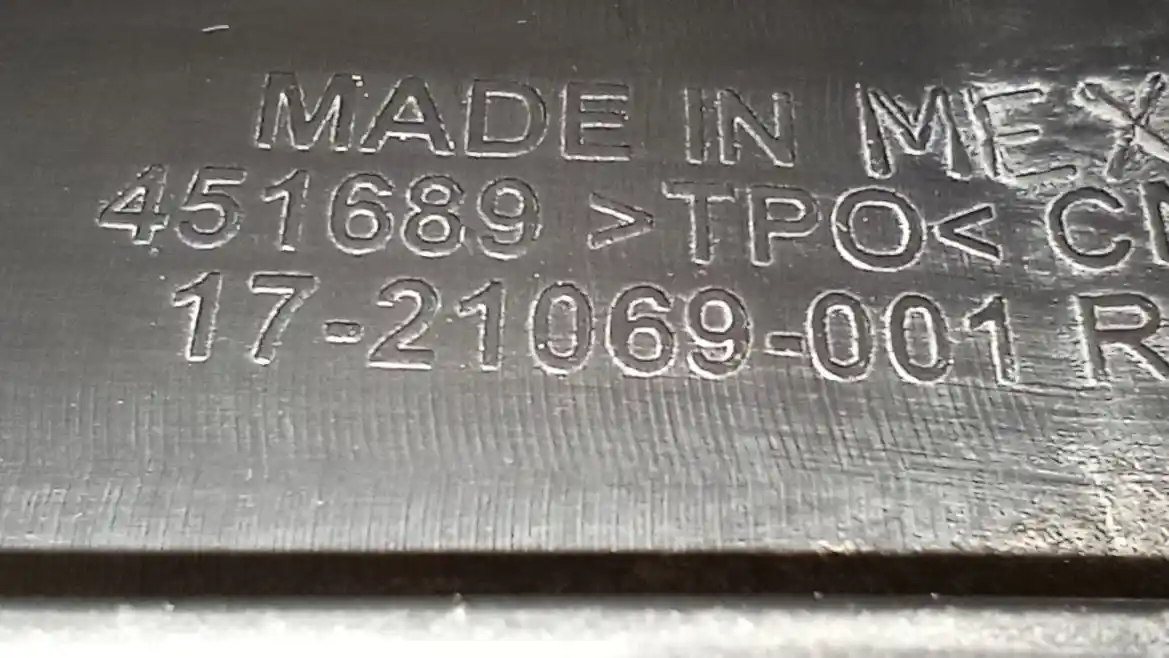 MADE IN MEX
451689 >TPO< C
17-21069-001 R